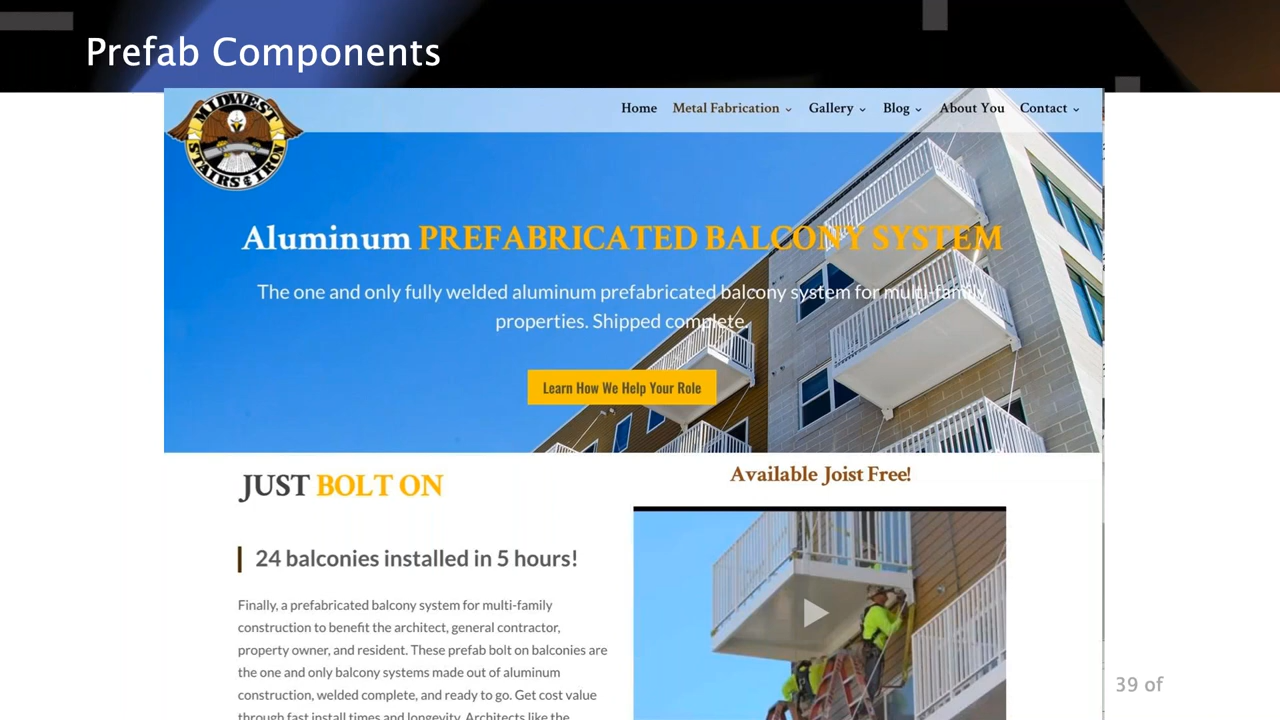 Prefab Components
MIDWEST
STAIRS & IRON
Home Metal Fabrication Gallery Blog About You Contact
Aluminum PREFABRICATED BALCONY SYSTEM
The one and only fully welded aluminum prefabricated balcony system for multi-family
properties. Shipped complete.
Learn How We Help Your Role
JUST BOLT ON
Available Joist Free!
24 balconies installed in 5 hours!
Finally, a prefabricated balcony system for multi-family
construction to benefit the architect, general contractor,
property owner, and resident. These prefab bolt on balconies are
the one and only balcony systems made out of aluminum
construction, welded complete, and ready to go. Get cost value
through fast install times and longevity. Architects like the
39 of